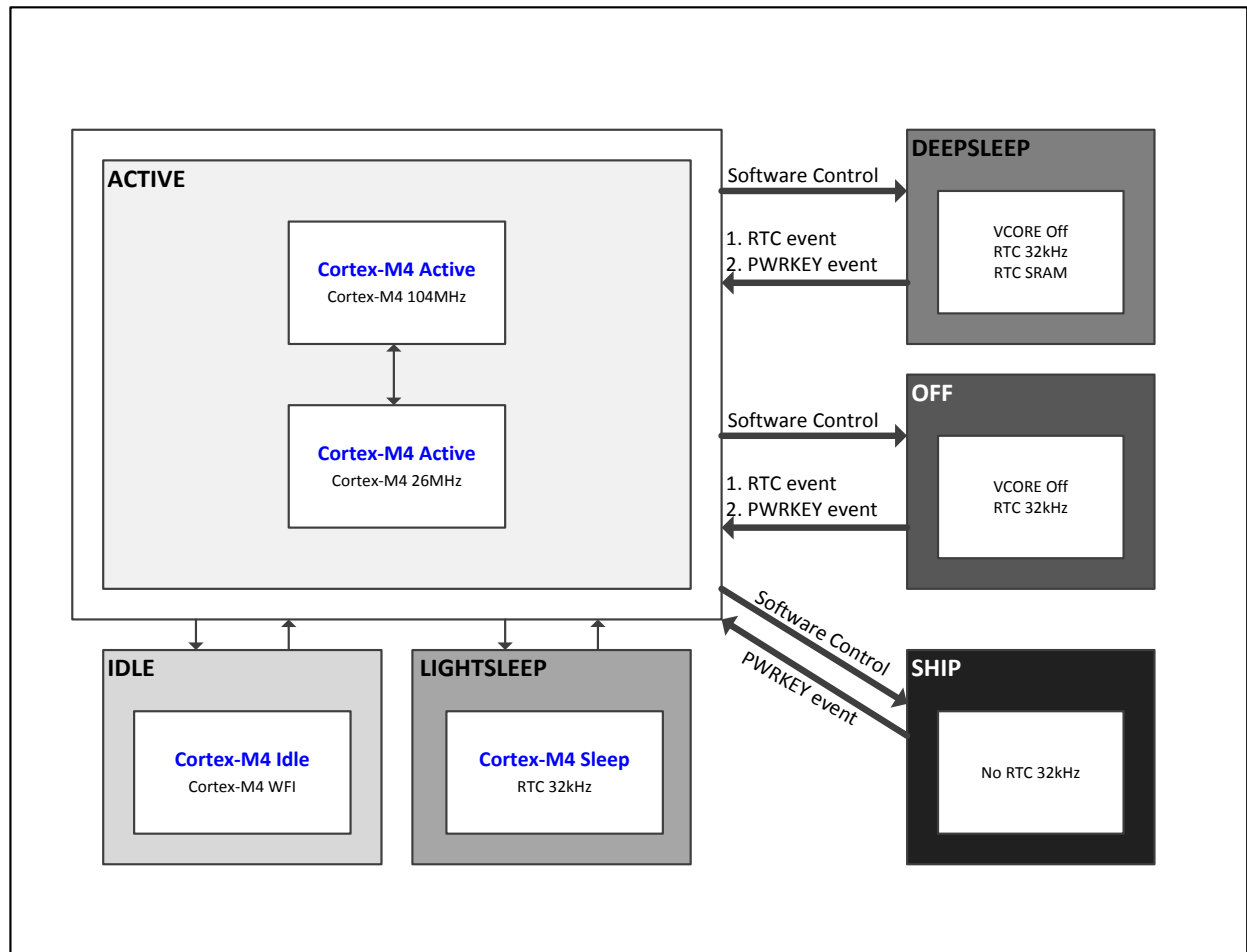 ACTIVE
Cortex-M4 Active
Cortex-M4 104MHz
Cortex-M4 Active
Cortex-M4 26MHz
Software Control
1. RTC event
2. PWRKEY event
DEEPSLEEP
VCORE Off
RTC 32kHz
RTC SRAM
Software Control
1. RTC event
2. PWRKEY event
OFF
VCORE Off
RTC 32kHz
Software Control
PWRKEY event
IDLE
Cortex-M4 Idle
Cortex-M4 WFI
LIGHTSLEEP
Cortex-M4 Sleep
RTC 32kHz
SHIP
No RTC 32kHz